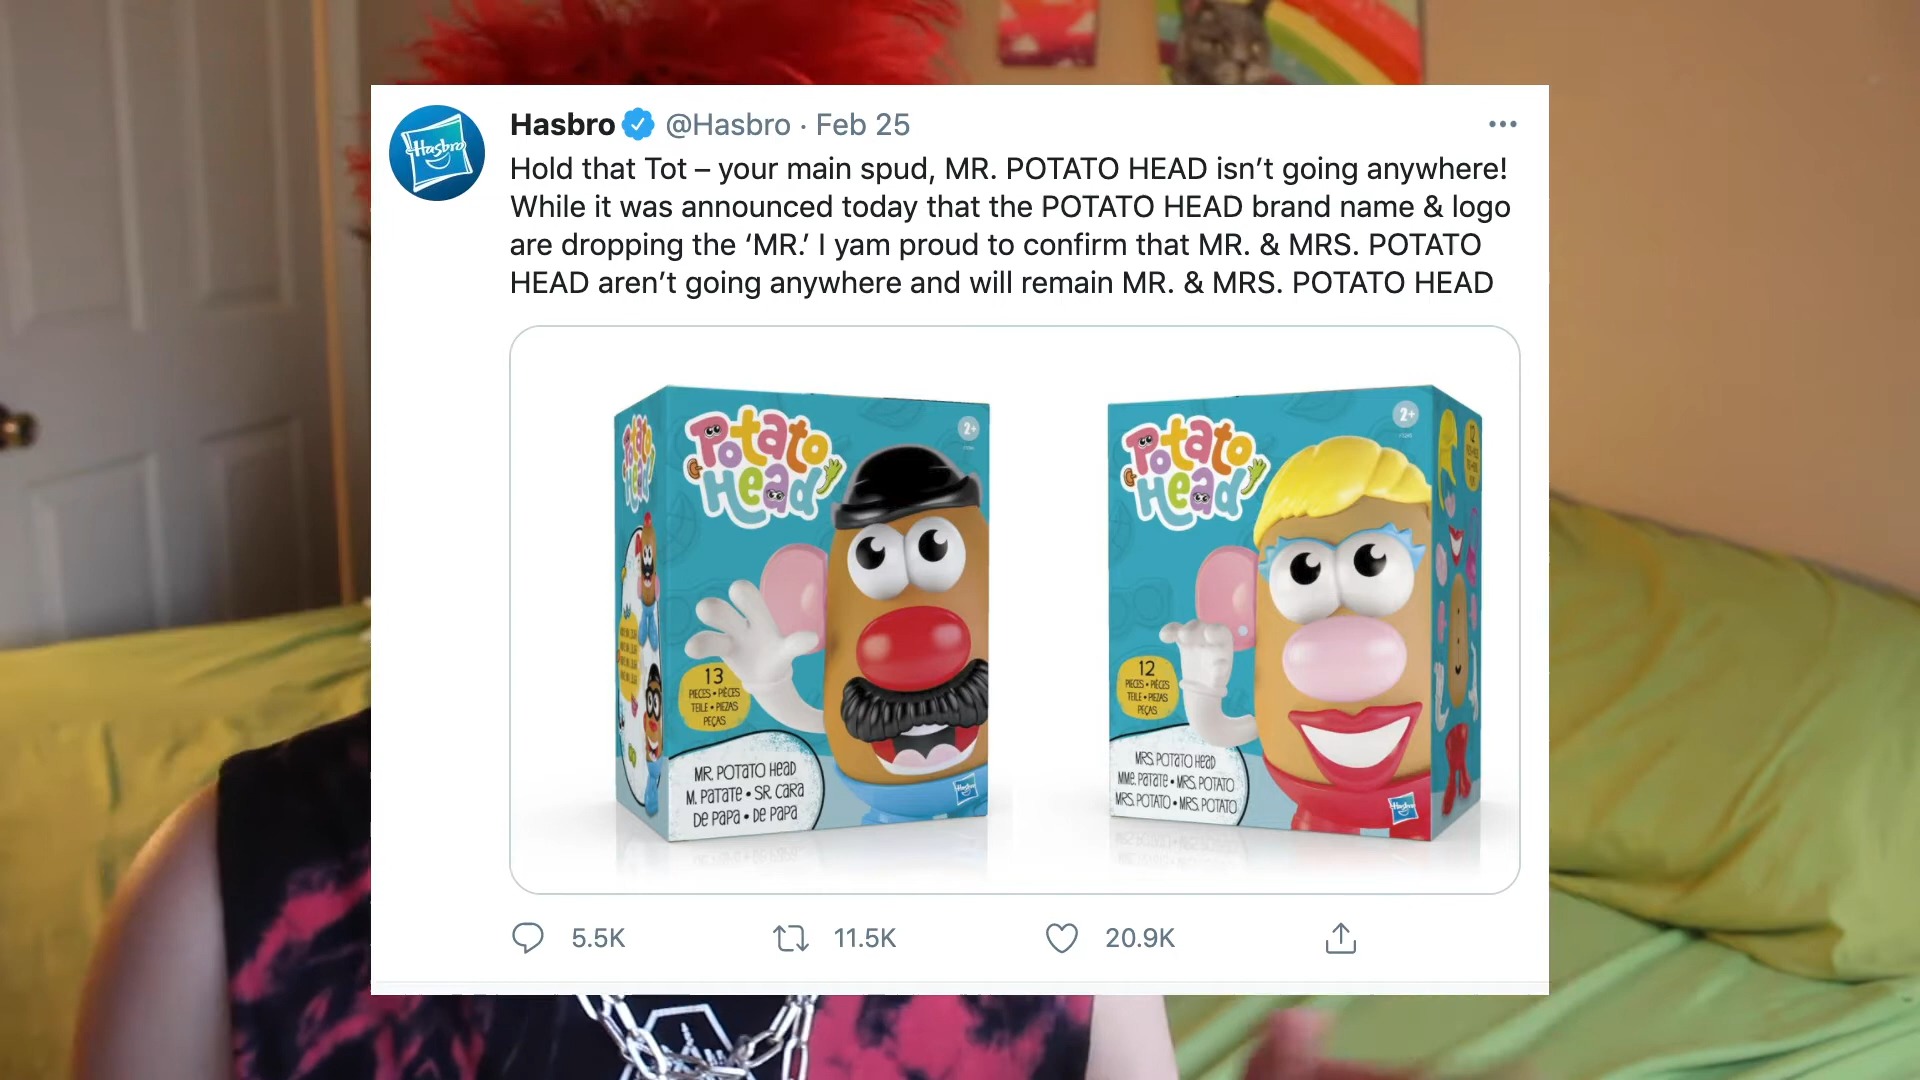 Hasbro @Hasbro · Feb 25
Hold that Tot – your main spud, MR. POTATO HEAD isn’t going anywhere!
While it was announced today that the POTATO HEAD brand name & logo
are dropping the ‘MR.’ I yam proud to confirm that MR. & MRS. POTATO
HEAD aren’t going anywhere and will remain MR. & MRS. POTATO HEAD
Hasbro
Potato
Head
2+
13
PIECES • PIÈCES
TEILE • PIEZAS
PEÇAS
MR. POTATO HEAD
M. PATATE • SR. CARA
DE PAPA • DE PAPA
Hasbro
Potato
Head
2+
12
PIECES • PIÈCES
TEILE • PIEZAS
PEÇAS
MRS. POTATO HEAD
MME. PATATE • MRS. POTATO
MRS. POTATO • MRS. POTATO
Hasbro
5.5K
11.5K
20.9K